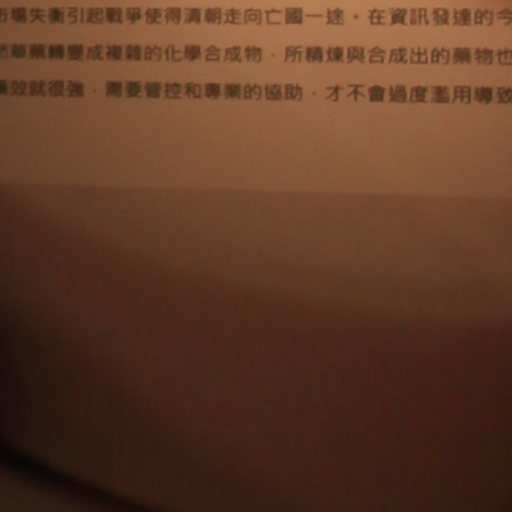 市場失衡引起戰爭使得清朝走向亡國一途。在資訊發達的今
然草藥轉變成複雜的化學合成物，所精煉與合成出的藥物也
藥效就很強，需要管控和專業的協助，才不會過度濫用導致